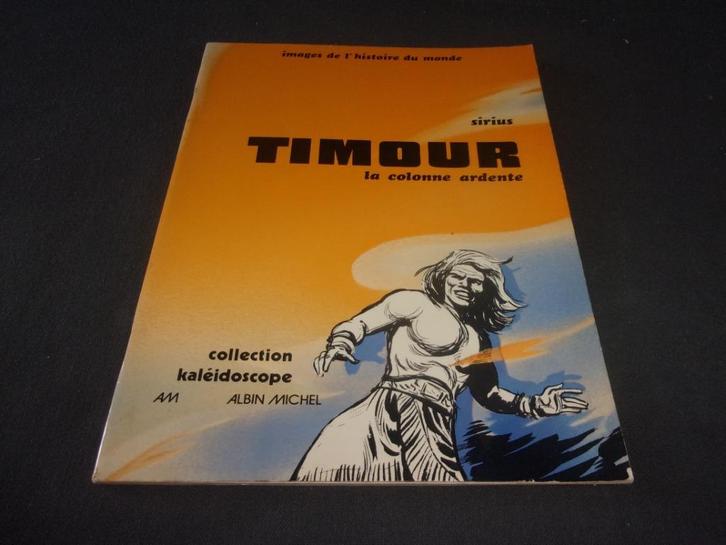 images de l'histoire du monde
sirius
TIMOUR
la colonne ardente
collection
kaléidoscope
AM ALBIN MICHEL